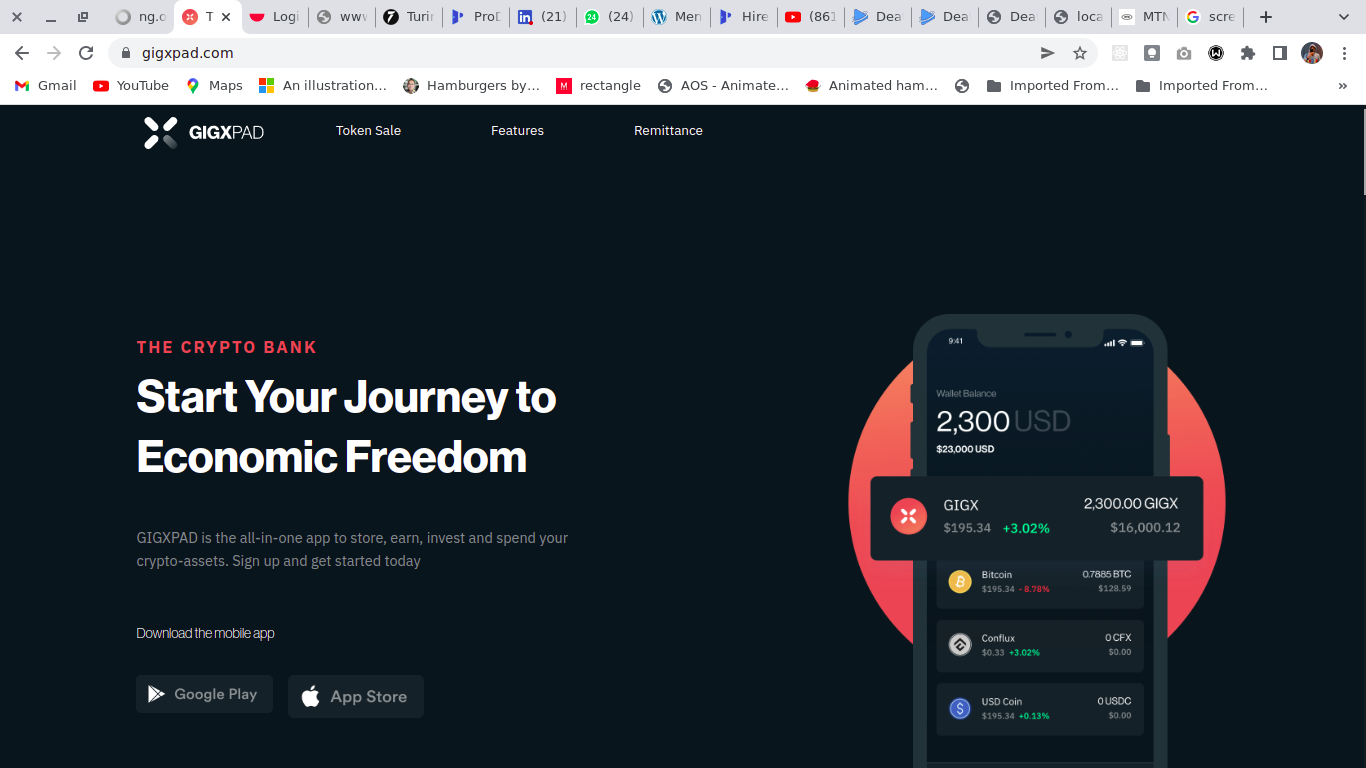 ng.o
T
Logi
www
Turin
ProD
(21)
(24)
Men
Hire
(861
Dea
Dea
Dea
loca
MTN
scre
gigxpad.com
Gmail
YouTube
Maps
An illustration...
Hamburgers by...
rectangle
AOS - Animate...
Animated ham...
Imported From...
Imported From...
»
GIGXPAD
Token Sale
Features
Remittance
THE CRYPTO BANK
Start Your Journey to
Economic Freedom
GIGXPAD is the all-in-one app to store, earn, invest and spend your
crypto-assets. Sign up and get started today
Download the mobile app
Google Play
App Store
9:41
Wallet Balance
2,300 USD
$23,000 USD
GIGX 2,300.00 GIGX
$195.34 +3.02% $16,000.12
Bitcoin 0.7885 BTC
$195.34 - 8.78% $128.59
Conflux 0 CFX
$0.33 +3.02% $0.00
USD Coin 0 USDC
$195.34 +0.13% $0.00